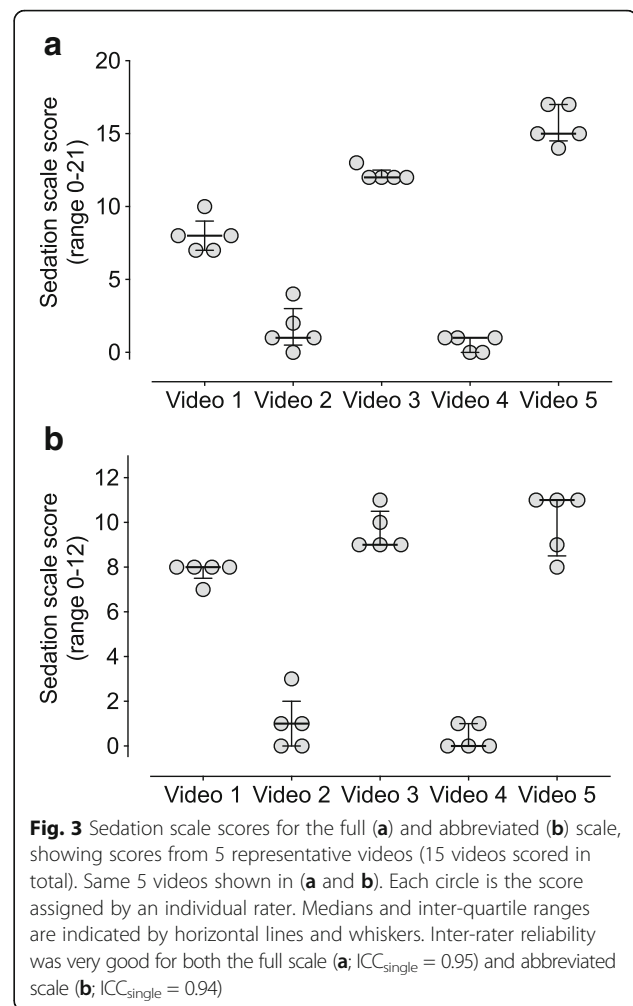 a
Sedation scale score
(range 0-21)
20
15
10
5
0
Video 1 Video 2 Video 3 Video 4 Video 5
b
Sedation scale score
(range 0-12)
12
10
8
6
4
2
0
Video 1 Video 2 Video 3 Video 4 Video 5
Fig. 3 Sedation scale scores for the full (a) and abbreviated (b) scale,
showing scores from 5 representative videos (15 videos scored in
total). Same 5 videos shown in (a and b). Each circle is the score
assigned by an individual rater. Medians and inter-quartile ranges
are indicated by horizontal lines and whiskers. Inter-rater reliability
was very good for both the full scale (a; ICCsingle = 0.95) and abbreviated
scale (b; ICCsingle = 0.94)